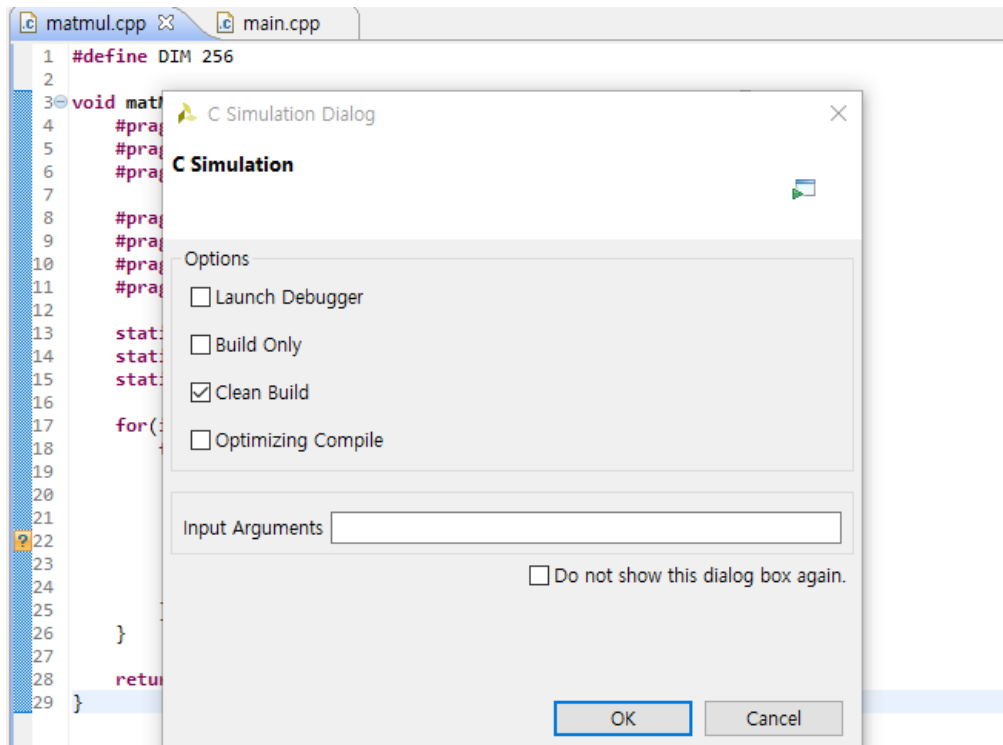 matmul.cpp
main.cpp
1 #define DIM 256
2
3 void matM
4 #prag
5 #prag
6 #prag
7
8 #prag
9 #prag
10 #prag
11 #prag
12
13 stati
14 stati
15 stati
16
17 for(i
18
19
20
21
22
23
24
25 }
26 }
27
28 retur
29 }
C Simulation Dialog
C Simulation
Options
Launch Debugger
Build Only
Clean Build
Optimizing Compile
Input Arguments
Do not show this dialog box again.
OK
Cancel